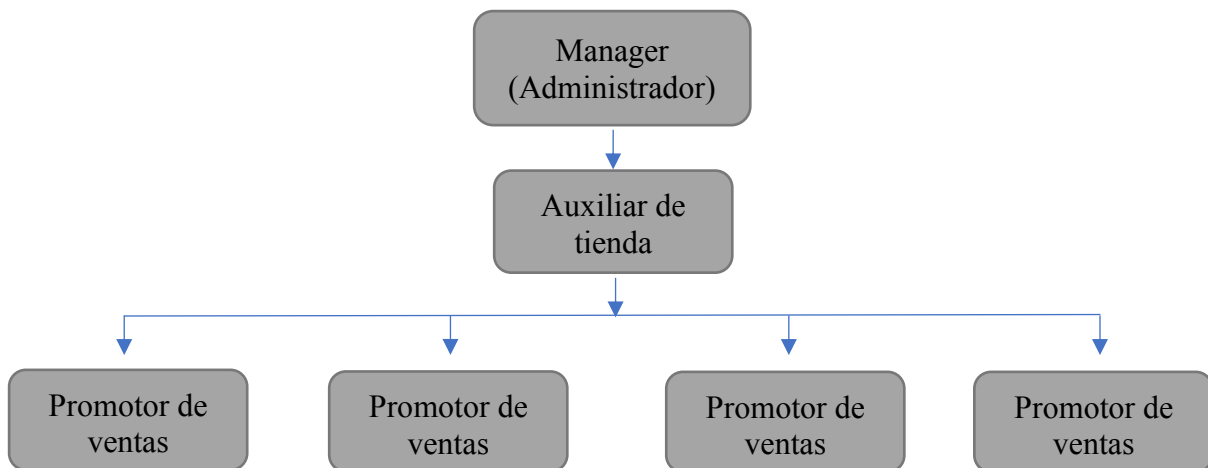 Manager
(Administrador)
Auxiliar de
tienda
Promotor de
ventas
Promotor de
ventas
Promotor de
ventas
Promotor de
ventas